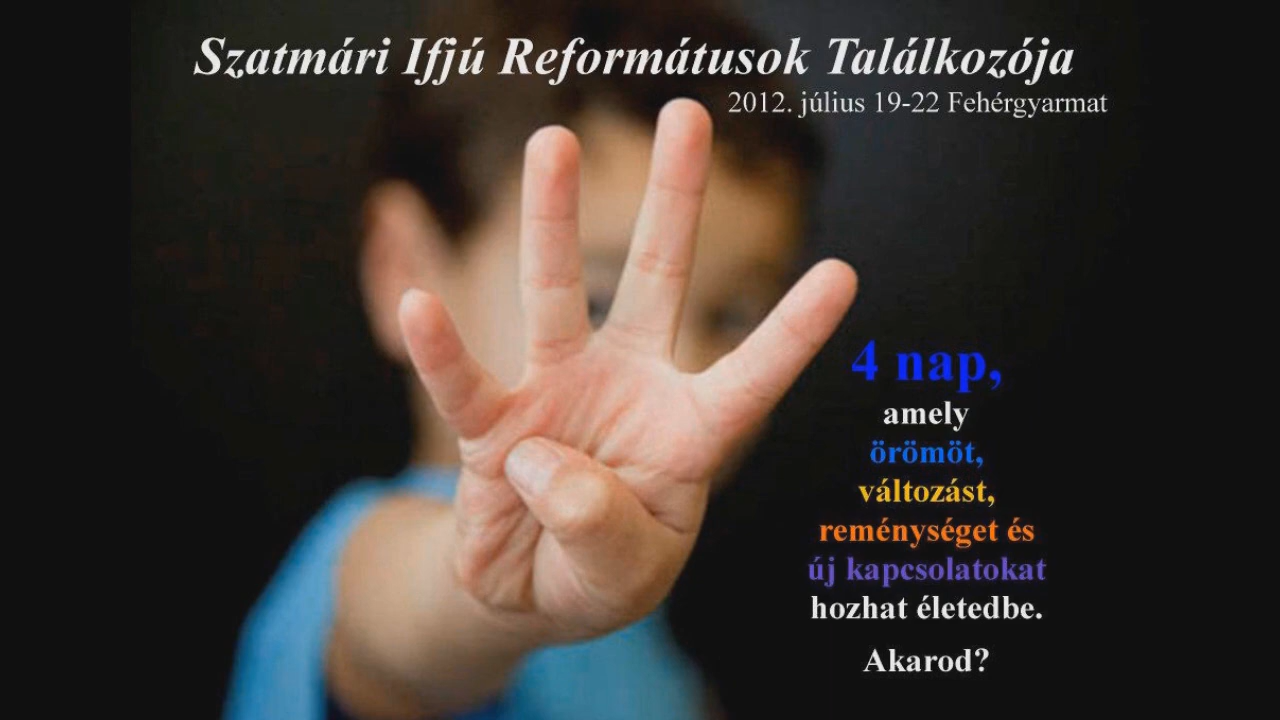 Szatmári Ifjú Reformátusok Találkozója
2012. július 19-22 Fehérgyarmat
4 nap,
amely
örömöt,
változást,
reménységet és
új kapcsolatokat
hozhat életedbe.
Akarod?